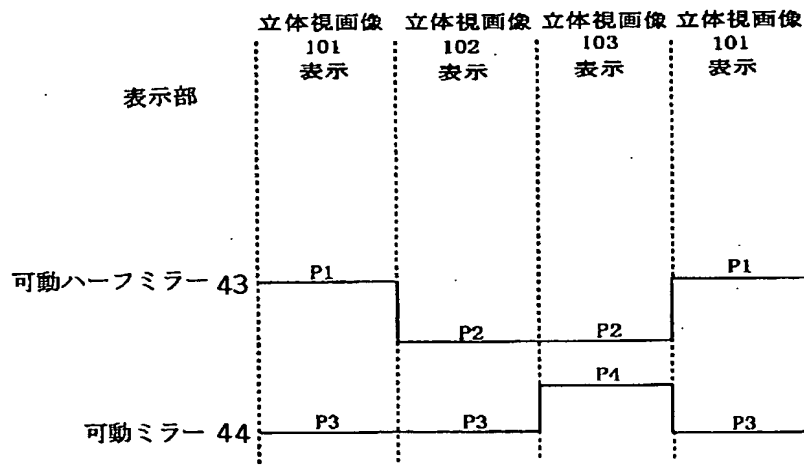 立体視画像 立体視画像 立体視画像 立体視画像
101 102 103 101
表示 表示 表示 表示
表示部
可動ハーフミラー 43 P1 P2 P2 P1
P4
可動ミラー 44 P3 P3 P3